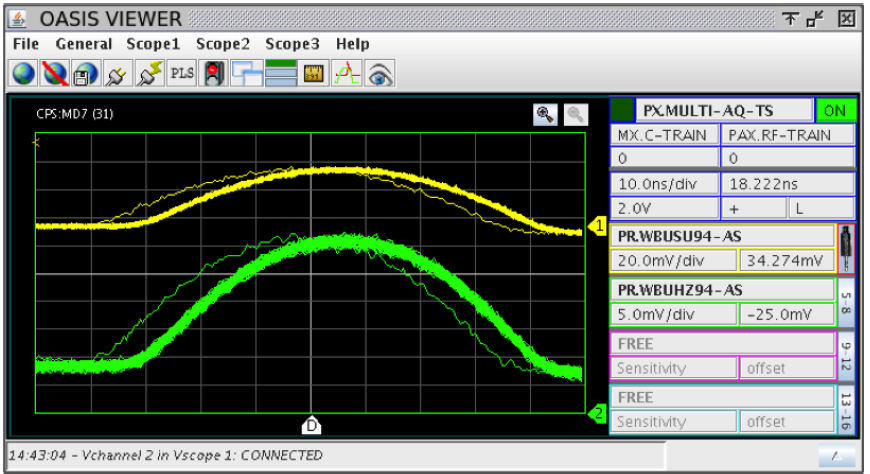 OASIS VIEWER
File General Scope1 Scope2 Scope3 Help
PLS
CPS:MD7 (31)
PX.MULTI-AQ-TS ON
MX.C-TRAIN PAX.RF-TRAIN
0 0
10.0ns/div 18.222ns
2.0V + L
PR.WBUSU94-AS
20.0mV/div 34.274mV
PR.WBUHZ94-AS
5.0mV/div -25.0mV
5-8
FREE
Sensitivity offset
9-12
FREE
Sensitivity offset
13-16
1
2
D
14:43:04 - Vchannel 2 in Vscope 1: CONNECTED